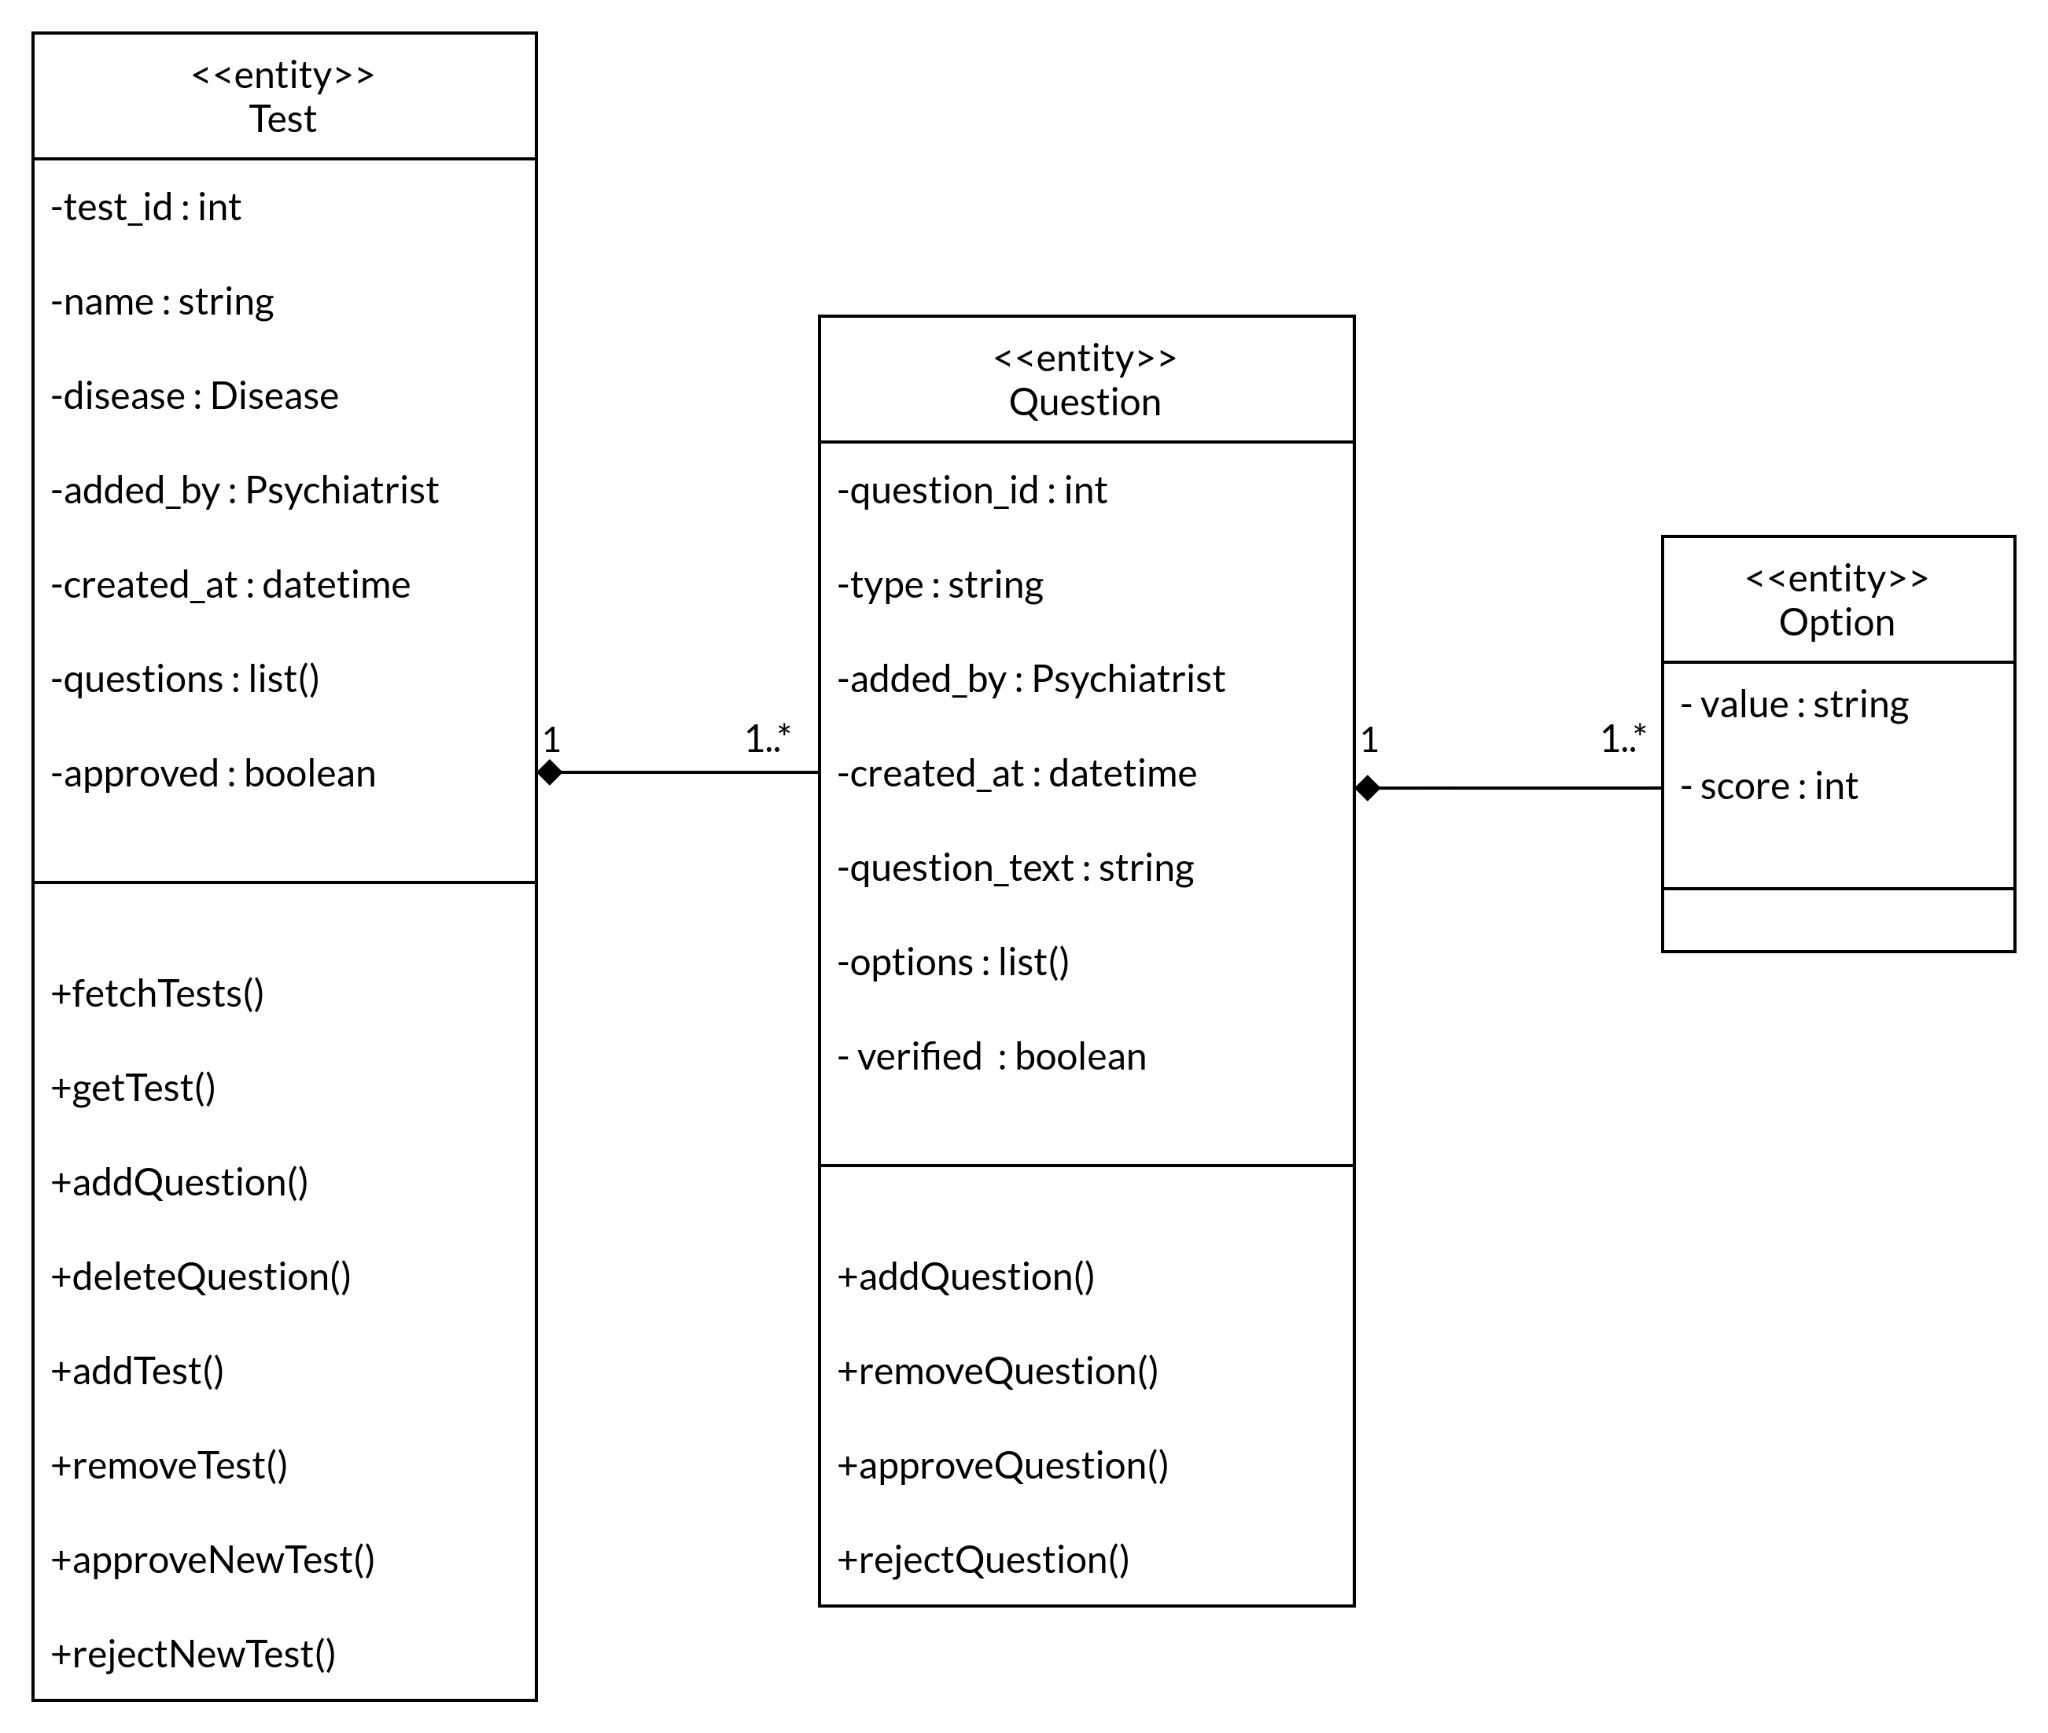 <<entity>>
Test
-test_id : int
-name : string
-disease : Disease
-added_by : Psychiatrist
-created_at : datetime
-questions : list()
-approved : boolean
+fetchTests()
+getTest()
+addQuestion()
+deleteQuestion()
+addTest()
+removeTest()
+approveNewTest()
+rejectNewTest()
1
1..*
<<entity>>
Question
-question_id : int
-type : string
-added_by : Psychiatrist
-created_at : datetime
-question_text : string
-options : list()
- verified : boolean
+addQuestion()
+removeQuestion()
+approveQuestion()
+rejectQuestion()
1
1..*
<<entity>>
Option
- value : string
- score : int